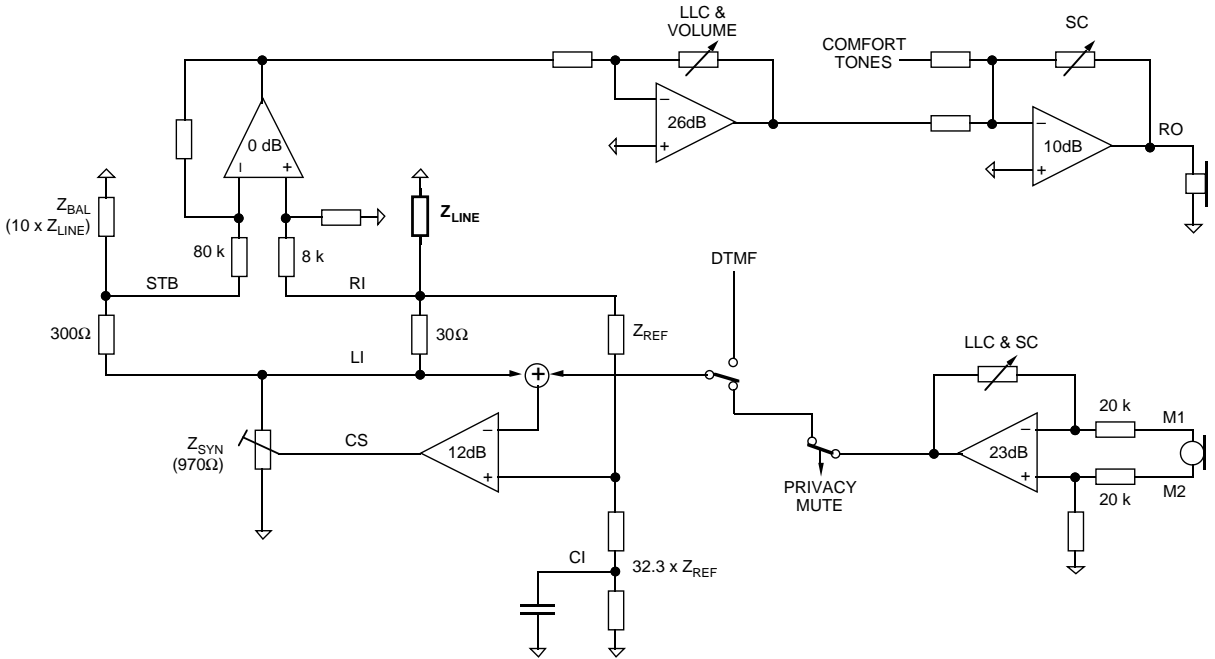 LLC &
VOLUME
SC
COMFORT
TONES
−
26dB
+
−
10dB
+
RO
0 dB
−
+
Z_BAL
(10 x Z_LINE)
Z_LINE
80 k
8 k
STB
RI
DTMF
300Ω
30Ω
Z_REF
LI
+
LLC & SC
Z_SYN
(970Ω)
CS
−
12dB
+
−
23dB
+
20 k
M1
20 k
M2
PRIVACY
MUTE
CI
32.3 x Z_REF